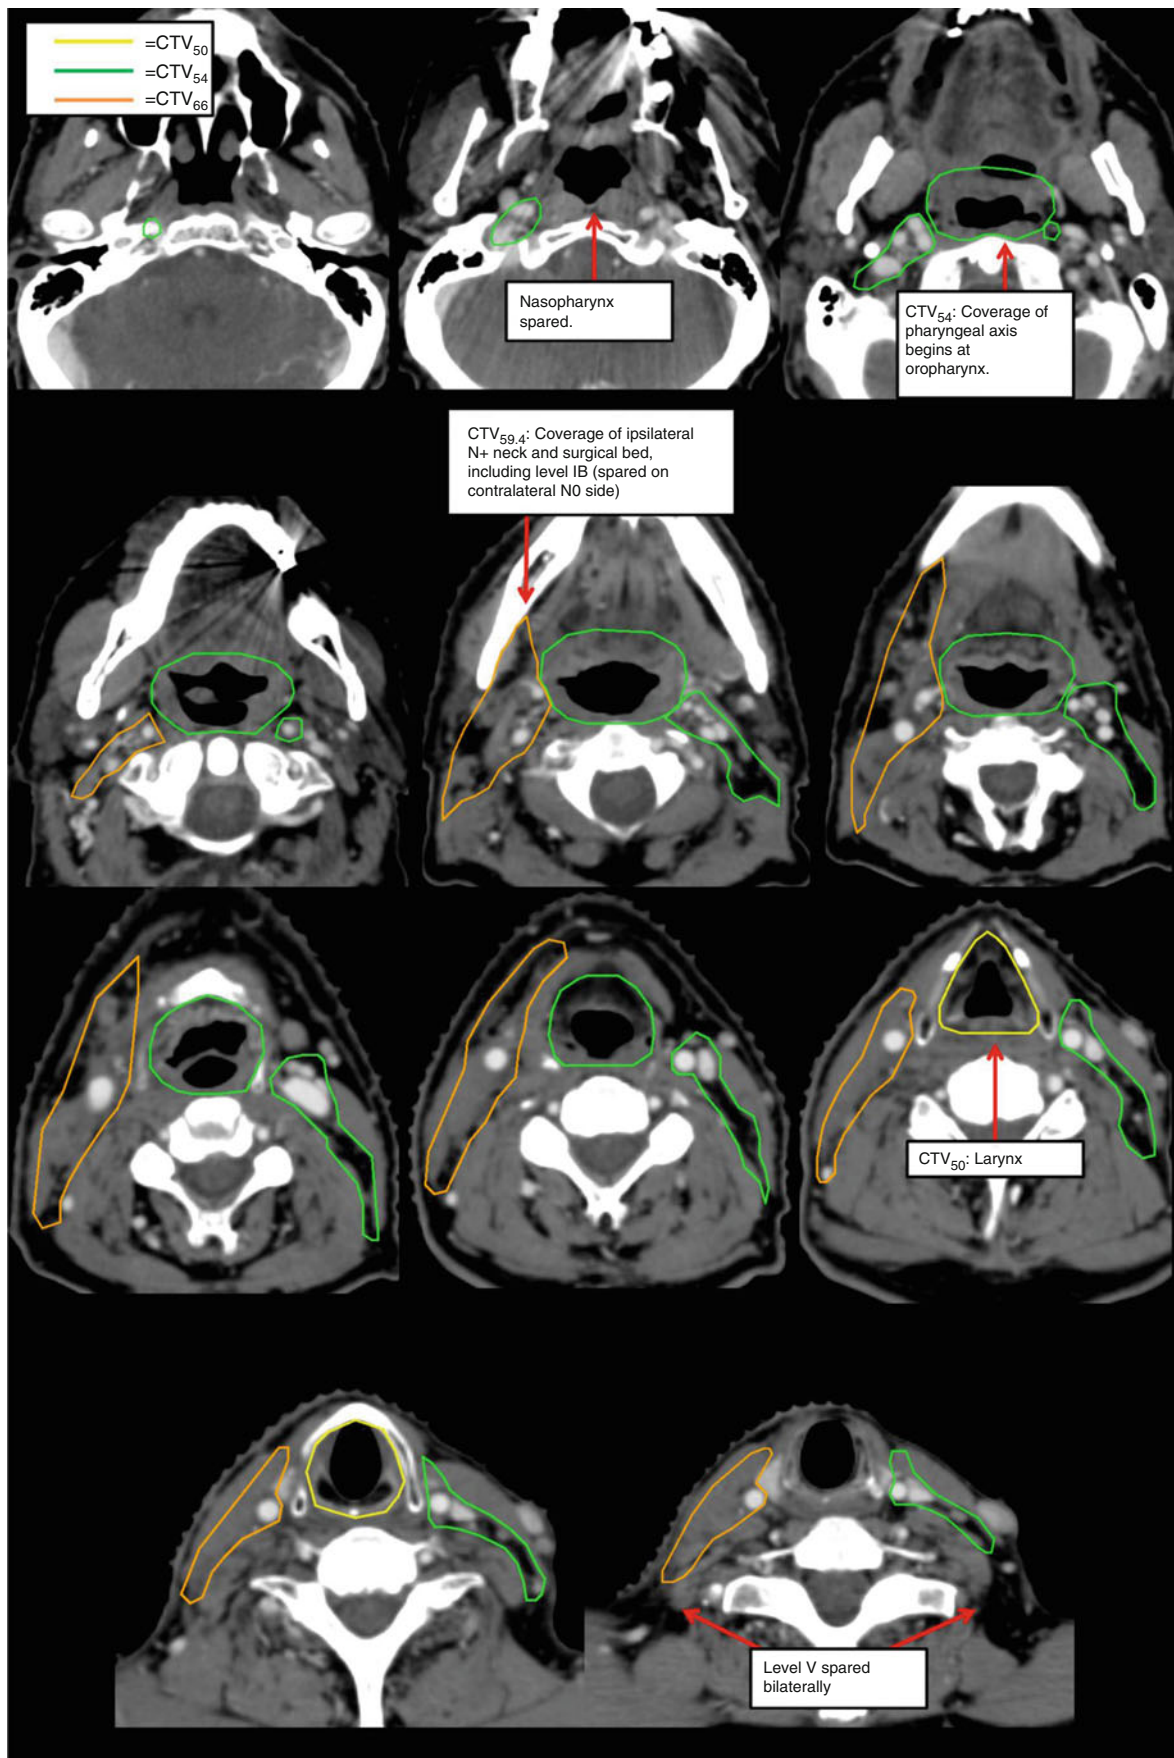 =CTV50
=CTV54
=CTV66
Nasopharynx
spared.
CTV54: Coverage of
pharyngeal axis
begins at
oropharynx.
CTV59.4: Coverage of ipsilateral
N+ neck and surgical bed,
including level IB (spared on
contralateral N0 side)
CTV50: Larynx
Level V spared
bilaterally